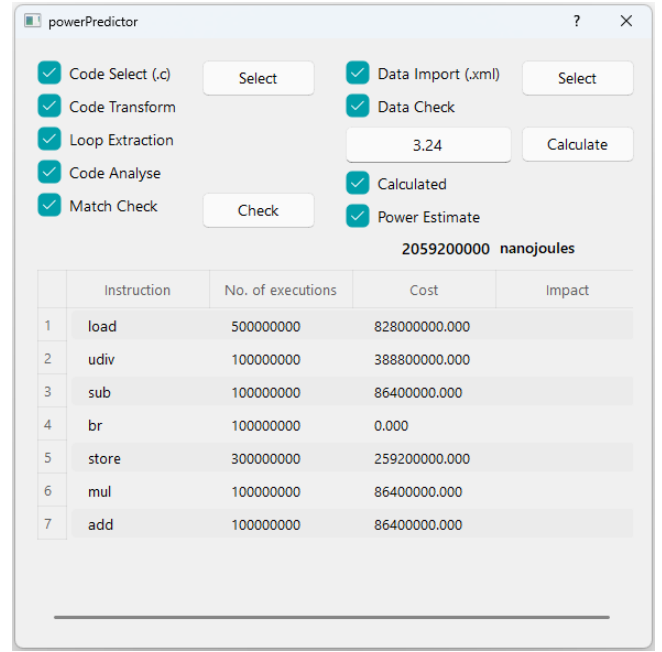 powerPredictor ? ×
Code Select (.c) Select Data Import (.xml) Select
Code Transform Data Check
Loop Extraction 3.24 Calculate
Code Analyse Calculated
Match Check Check Power Estimate
2059200000 nanojoules
Instruction No. of executions Cost Impact
1 load 500000000 828000000.000
2 udiv 100000000 388800000.000
3 sub 100000000 86400000.000
4 br 100000000 0.000
5 store 300000000 259200000.000
6 mul 100000000 86400000.000
7 add 100000000 86400000.000